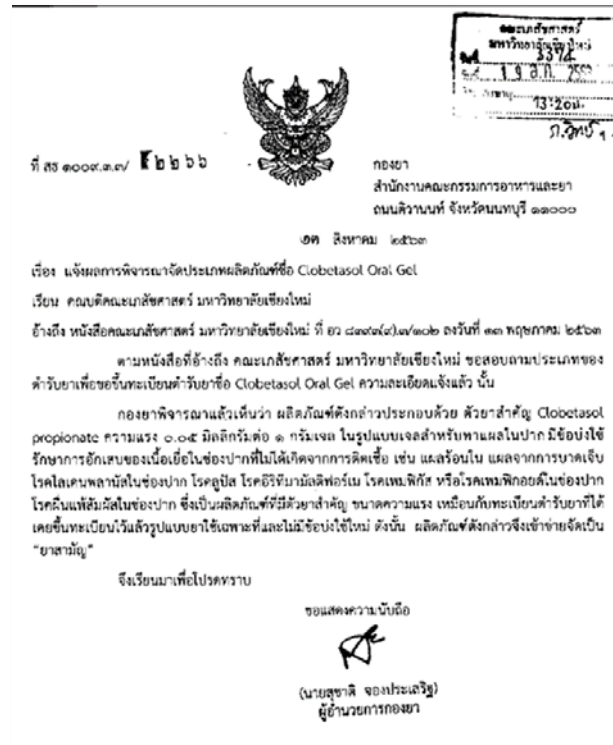 คณะเภสัชศาสตร์
มหาวิทยาลัยเชียงใหม่
3374
19 ส.ค. 2563
13:20น.
ที่ สธ ๑๐๐๙.๓.๓/ ๒๒๖๖
กองยา
สำนักงานคณะกรรมการอาหารและยา
ถนนติวานนท์ จังหวัดนนทบุรี ๑๑๐๐๐
๑๓ สิงหาคม ๒๕๖๓
เรื่อง แจ้งผลการพิจารณาจัดประเภทผลิตภัณฑ์ชื่อ Clobetasol Oral Gel
เรียน คณบดีคณะเภสัชศาสตร์ มหาวิทยาลัยเชียงใหม่
อ้างถึง หนังสือคณะเภสัชศาสตร์ มหาวิทยาลัยเชียงใหม่ ที่ อว ลงวันที่ ๑๓ พฤษภาคม ๒๕๖๓
ตามหนังสือที่อ้างถึง คณะเภสัชศาสตร์ มหาวิทยาลัยเชียงใหม่ ขอสอบถามประเภทของ
ตำรับยาเพื่อขอขึ้นทะเบียนตำรับยาชื่อ Clobetasol Oral Gel ความละเอียดแจ้งแล้ว นั้น
กองยาพิจารณาแล้วเห็นว่า ผลิตภัณฑ์ดังกล่าวประกอบด้วย ตัวยาสำคัญ Clobetasol
propionate ความแรง ๐.๐๕ มิลลิกรัมต่อ ๑ กรัมเจล ในรูปแบบเจลสำหรับทาแผลในปาก มีข้อบ่งใช้
รักษาการอักเสบของเนื้อเยื่อในช่องปากที่ไม่ได้เกิดจากการติดเชื้อ เช่น แผลร้อนใน แผลจากการบาดเจ็บ
โรคไลเคนพลานัสในช่องปาก โรคลูปัส โรคอิริทีมามัลติฟอร์เม โรคเพมฟิกัส หรือโรคเพมฟิกอยด์ในช่องปาก
โรคผื่นแพ้สัมผัสในช่องปาก ซึ่งเป็นผลิตภัณฑ์ที่มีตัวยาสำคัญ ขนาดความแรง เหมือนกับทะเบียนตำรับยาที่ได้
เคยขึ้นทะเบียนไว้แล้วรูปแบบยาใช้เฉพาะที่และไม่มีข้อบ่งใช้ใหม่ ดังนั้น ผลิตภัณฑ์ดังกล่าวจึงเข้าข่ายจัดเป็น
“ยาสามัญ”
จึงเรียนมาเพื่อโปรดทราบ
ขอแสดงความนับถือ
(นายสุชาติ จองประเสริฐ)
ผู้อำนวยการกองยา